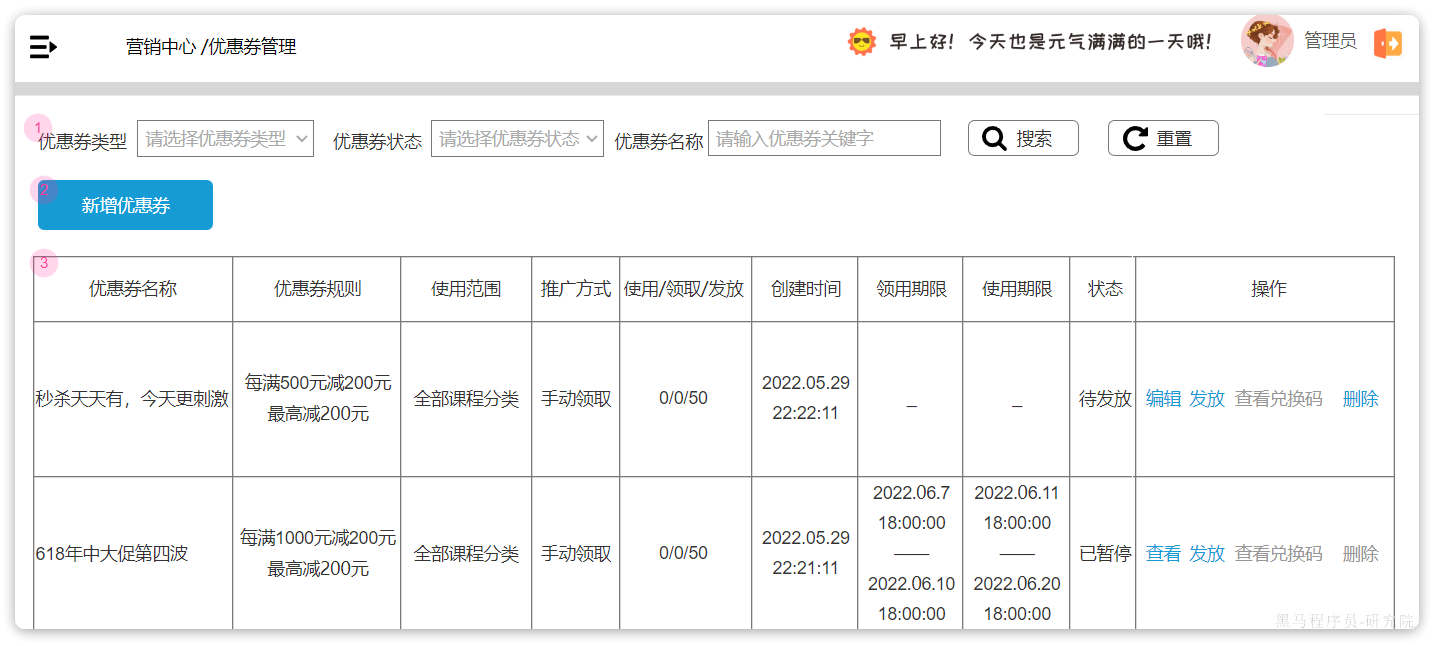 营销中心 /优惠券管理
早上好！今天也是元气满满的一天哦！
管理员
1
优惠券类型 请选择优惠券类型 优惠券状态 请选择优惠券状态 优惠券名称 请输入优惠券关键字 搜索 重置
2
新增优惠券
3
优惠券名称 优惠券规则 使用范围 推广方式 使用/领取/发放 创建时间 领用期限 使用期限 状态 操作
秒杀天天有，今天更刺激
每满500元减200元
最高减200元
全部课程分类
手动领取
0/0/50
2022.05.29
22:22:11
_
_
待发放
编辑 发放 查看兑换码 删除
618年中大促第四波
每满1000元减200元
最高减200元
全部课程分类
手动领取
0/0/50
2022.05.29
22:21:11
2022.06.7
18:00:00
——
2022.06.10
18:00:00
2022.06.11
18:00:00
——
2022.06.20
18:00:00
已暂停
查看 发放 查看兑换码 删除
黑马程序员-研究院